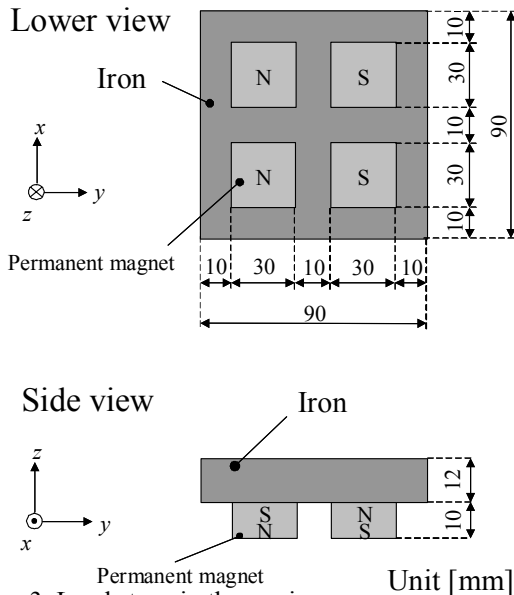 Lower view
Iron
N S
N S
x
z y
Permanent magnet
10
30
10
30
10
90
10 30 10 30 10
90
Side view
Iron
z
x y
S N
N S
12
10
Permanent magnet
Unit [mm]